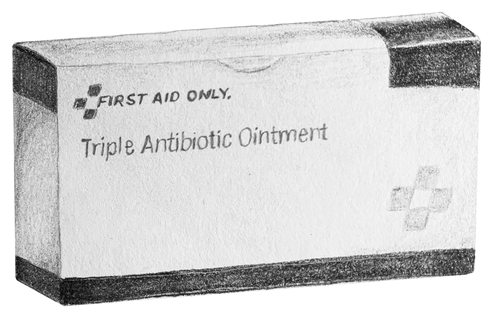 FIRST AID ONLY.
Triple Antibiotic Ointment